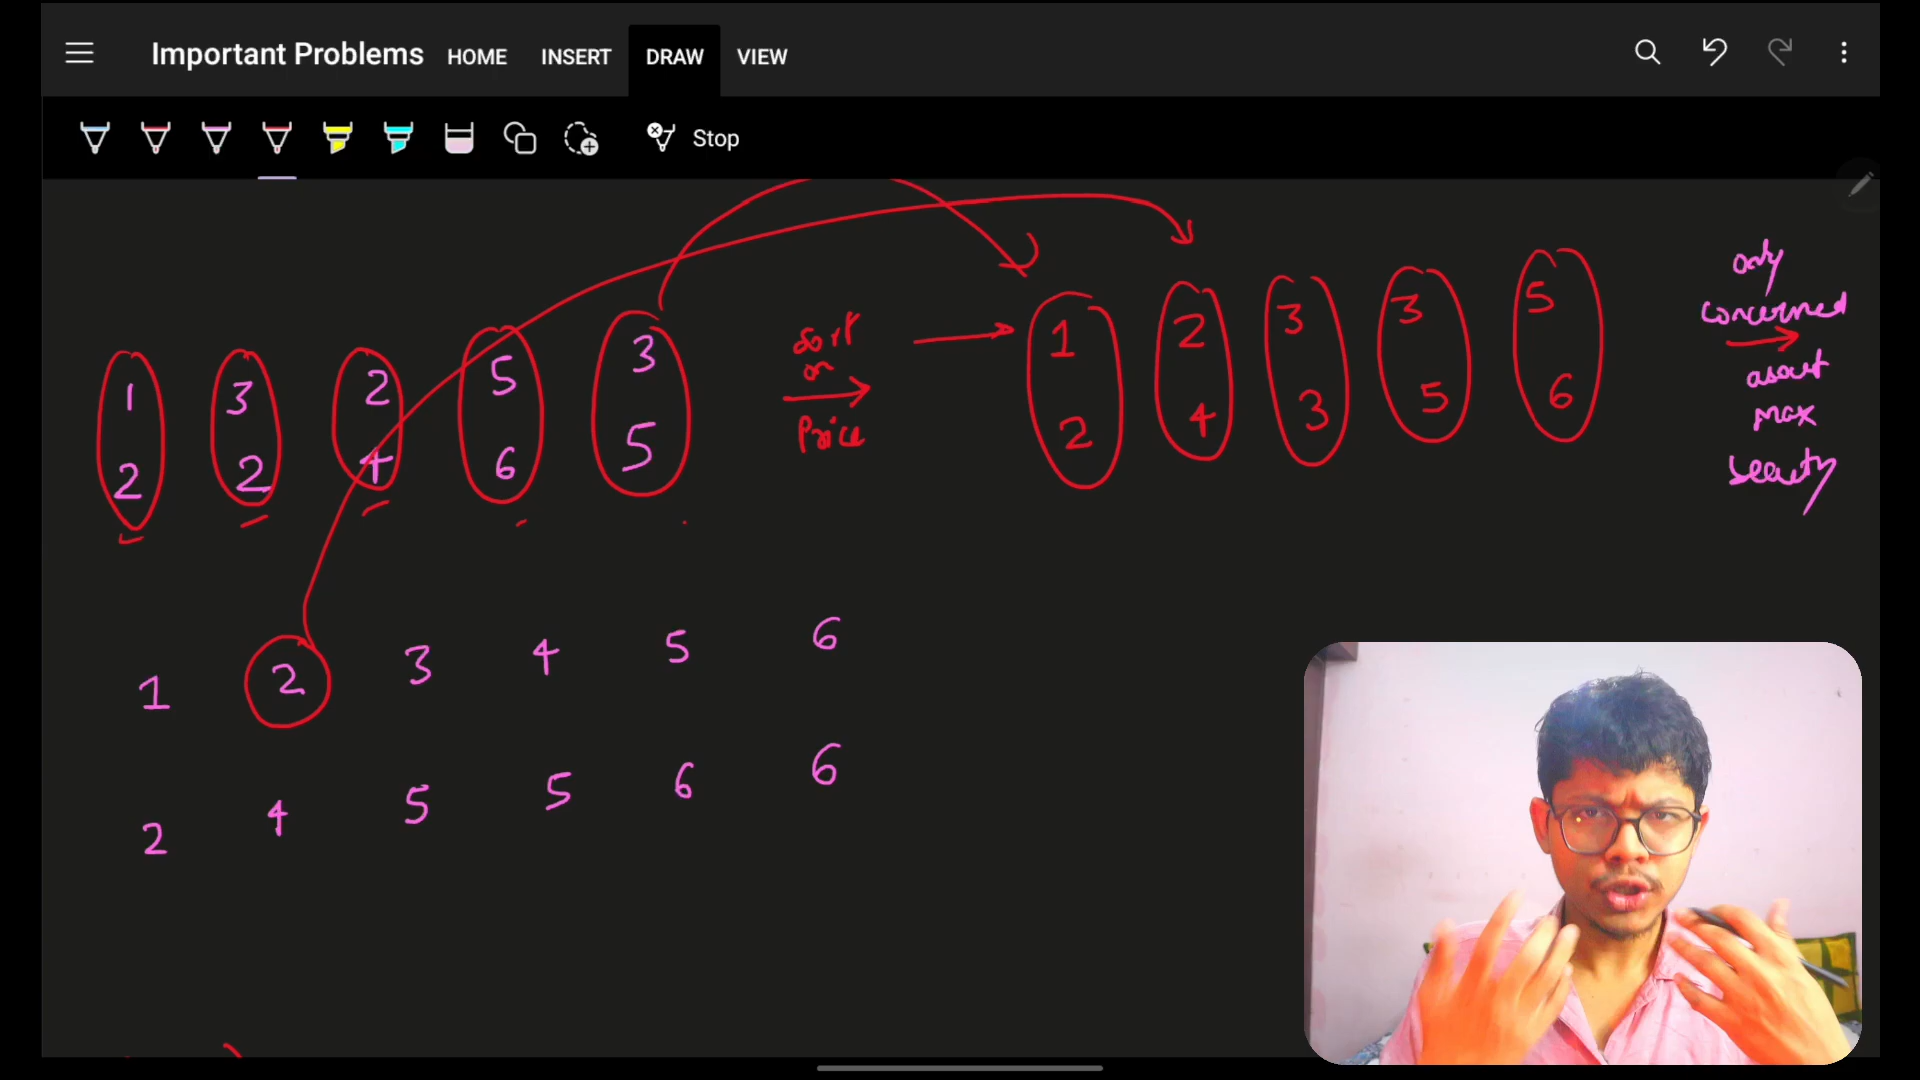 Important Problems HOME INSERT DRAW VIEW
Stop
1 3 2 5 3
2 2 4 6 5
Sort
on
Price
1 2 3 3 5
2 4 3 5 6
only
concerned
about
max
beauty
1 2 3 4 5 6
2 4 5 5 6 6